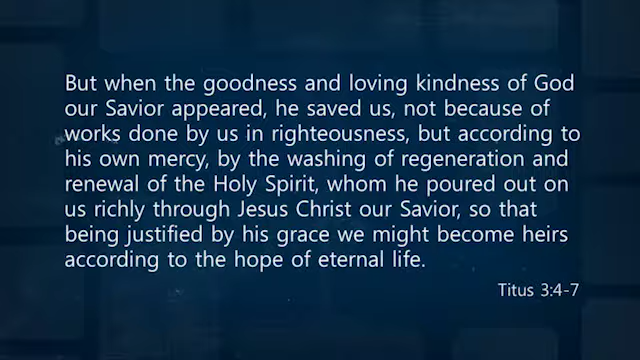 But when the goodness and loving kindness of God
our Savior appeared, he saved us, not because of
works done by us in righteousness, but according to
his own mercy, by the washing of regeneration and
renewal of the Holy Spirit, whom he poured out on
us richly through Jesus Christ our Savior, so that
being justified by his grace we might become heirs
according to the hope of eternal life.
Titus 3:4-7